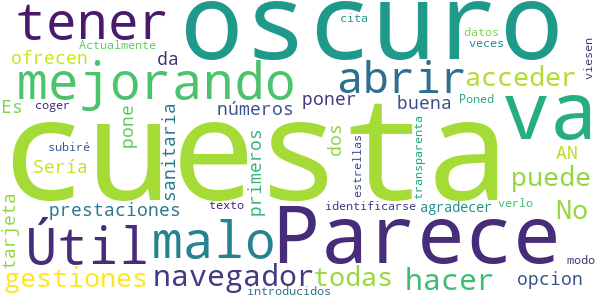 tener
oscuro
cita
Actualmente
datos
veces
viesen
ofrecen
da
mejorando
abrir
acceder
Es
coger
pone
sanitaria
números
poner
buena
Poned
va
cuesta
subiré
Sería
primeros
dos
estrellas
transparenta
AN
puede
tarjeta
prestaciones
texto
identificarse
agradecer
verlo
No
Útil
malo
Parece
gestiones
navegador
todas
hacer
opcion
modo
introducidos